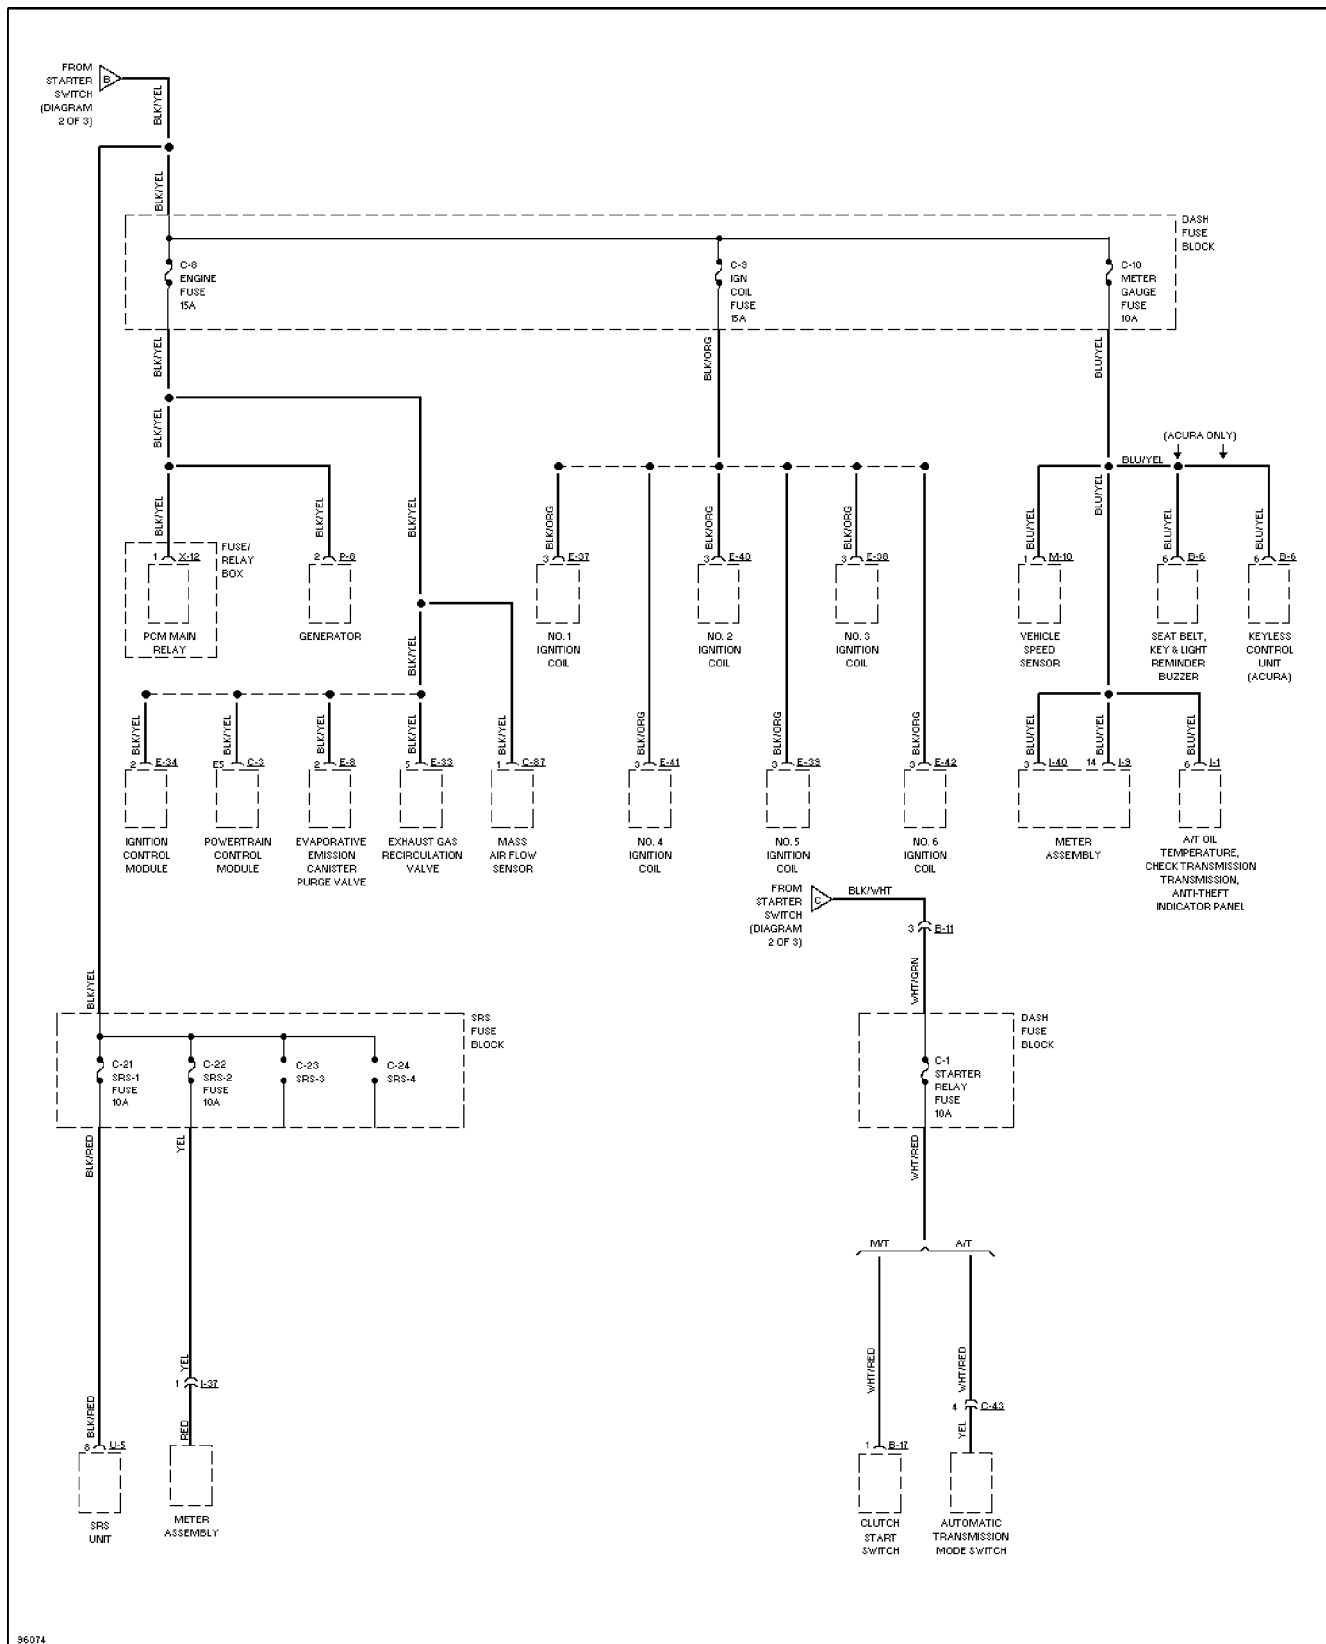 FROM
STARTER
SWITCH
(DIAGRAM
2 OF 3)
B
BLK/YEL
BLK/YEL
DASH
FUSE
BLOCK
C-8
ENGINE
FUSE
15A
C-9
IGN
COIL
FUSE
15A
C-10
METER
GAUGE
FUSE
10A
BLK/YEL
BLK/ORG
BLU/YEL
BLK/YEL
(ACURA ONLY)
BLU/YEL
BLK/YEL
BLK/YEL
BLK/YEL
BLK/ORG
BLK/ORG
BLK/ORG
BLU/YEL
BLU/YEL
BLU/YEL
BLU/YEL
1 X-12
FUSE/
RELAY
BOX
2 P-8
3 E-37
3 E-40
3 E-38
1 M-10
6 B-6
6 B-6
PCM MAIN
RELAY
GENERATOR
NO. 1
IGNITION
COIL
NO. 2
IGNITION
COIL
NO. 3
IGNITION
COIL
VEHICLE
SPEED
SENSOR
SEAT BELT,
KEY & LIGHT
REMINDER
BUZZER
KEYLESS
CONTROL
UNIT
(ACURA)
BLK/YEL
BLK/YEL
BLK/YEL
BLK/YEL
BLK/YEL
BLK/YEL
BLK/ORG
BLK/ORG
BLK/ORG
BLU/YEL
BLU/YEL
BLU/YEL
2 E-34
E5 C-3
2 E-8
5 E-33
1 C-87
3 E-41
3 E-39
3 E-42
3 I-40
14 I-9
6 I-1
IGNITION
CONTROL
MODULE
POWERTRAIN
CONTROL
MODULE
EVAPORATIVE
EMISSION
CANISTER
PURGE VALVE
EXHAUST GAS
RECIRCULATION
VALVE
MASS
AIR FLOW
SENSOR
NO. 4
IGNITION
COIL
NO. 5
IGNITION
COIL
NO. 6
IGNITION
COIL
METER
ASSEMBLY
A/T OIL
TEMPERATURE,
CHECK TRANSMISSION
TRANSMISSION,
ANTI-THEFT
INDICATOR PANEL
FROM
STARTER
SWITCH
(DIAGRAM
2 OF 3)
C
BLK/WHT
3 B-11
BLK/YEL
WHT/GRN
SRS
FUSE
BLOCK
DASH
FUSE
BLOCK
C-21
SRS-1
FUSE
10A
C-22
SRS-2
FUSE
10A
C-23
SRS-3
C-24
SRS-4
C-1
STARTER
RELAY
FUSE
10A
BLK/RED
YEL
WHT/RED
M/T
A/T
YEL
WHT/RED
WHT/RED
1 I-37
4 C-43
BLK/RED
RED
YEL
8 U-5
1 B-17
SRS
UNIT
METER
ASSEMBLY
CLUTCH
START
SWITCH
AUTOMATIC
TRANSMISSION
MODE SWITCH
96074